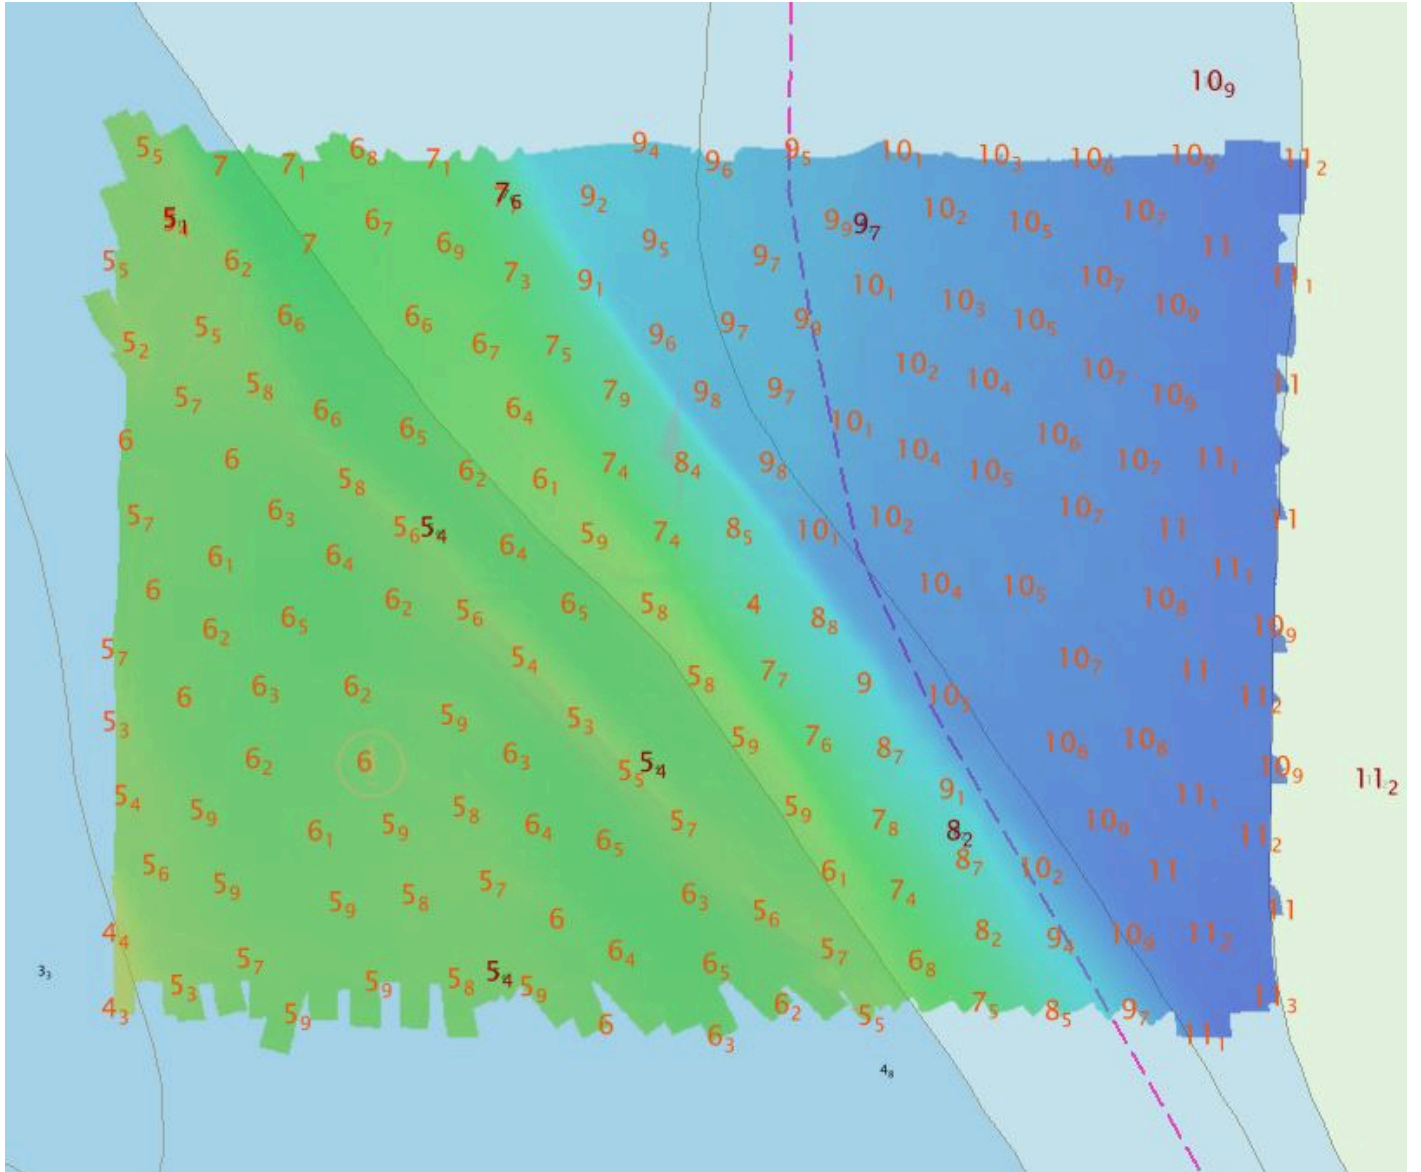 10₉
5₅ 7 7₁ 6₈ 7₁ 9₄ 9₆ 9₅ 10₁ 10₃ 10₆ 10₉ 11₂
7₆ 9₂ 10₂ 10₅ 10₇
6₇ 9₉ 9₇
6₂ 7 6₉ 9₅ 9₇ 11
5₅ 7₃ 9₁ 10₁ 10₃ 10₇ 10₉ 11₁
5₂ 5₅ 6₆ 6₆ 6₇ 7₅ 9₆ 9₇ 9₈ 10₅
5₇ 5₈ 6₆ 6₄ 7₉ 9₈ 9₇ 10₂ 10₄ 10₇ 10₉ 11
6 6 6₅ 10₁ 10₄ 10₆
5₈ 6₂ 6₁ 7₄ 8₄ 9₈ 10₅ 10₇ 11₁
5₇ 6₃ 5₆ 5₄ 5₉ 7₄ 8₅ 10₁ 10₂ 10₇ 11 11
6₁ 6₄ 6₄ 10₄ 10₅ 11₁
6 6₂ 5₆ 6₅ 5₈ 4 8₈ 10₈
5₇ 6₂ 6₅ 10₉
6 6₃ 6₂ 5₄ 5₈ 7₇ 9 10₅ 10₇ 11 11₂
5₃ 5₉ 5₃ 5₉ 7₆ 8₇ 10₆ 10₈
6₂ 6 6₃ 5₅ 5₄ 10₉ 11₂
5₄ 5₉ 5₈ 5₉ 9₁ 11₁
6₁ 5₉ 6₄ 6₅ 5₇ 7₈ 8₂ 10₉ 11₂
5₆ 5₉ 5₇ 6₁ 7₄ 8₇ 10₂ 11
5₉ 5₈ 6 6₃ 5₆ 11
4₄ 5₇ 6₄ 5₇ 8₂ 9₄ 10₉ 11₂
3₃ 5₃ 5₉ 5₈ 5₄ 5₉ 6₅ 6₈
4₃ 5₉ 6 6₃ 6₂ 5₅ 7₅ 8₅ 9₇ 11₃
11₁
4₈